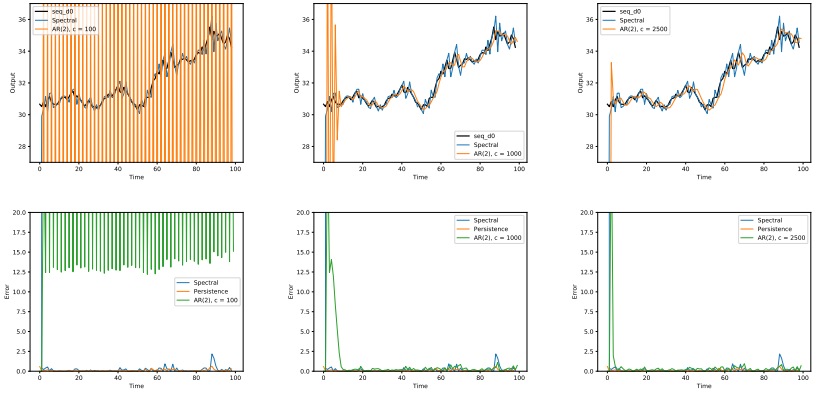 seq_d0
Spectral
AR(2), c = 100
36
34
32
30
28
Output
0
20
40
60
80
100
Time
seq_d0
Spectral
AR(2), c = 1000
36
34
32
30
28
Output
0
20
40
60
80
100
Time
seq_d0
Spectral
AR(2), c = 2500
36
34
32
30
28
Output
0
20
40
60
80
100
Time
Spectral
Persistence
AR(2), c = 100
20.0
17.5
15.0
12.5
10.0
7.5
5.0
2.5
0.0
Error
0
20
40
60
80
100
Time
Spectral
Persistence
AR(2), c = 1000
20.0
17.5
15.0
12.5
10.0
7.5
5.0
2.5
0.0
Error
0
20
40
60
80
100
Time
Spectral
Persistence
AR(2), c = 2500
20.0
17.5
15.0
12.5
10.0
7.5
5.0
2.5
0.0
Error
0
20
40
60
80
100
Time